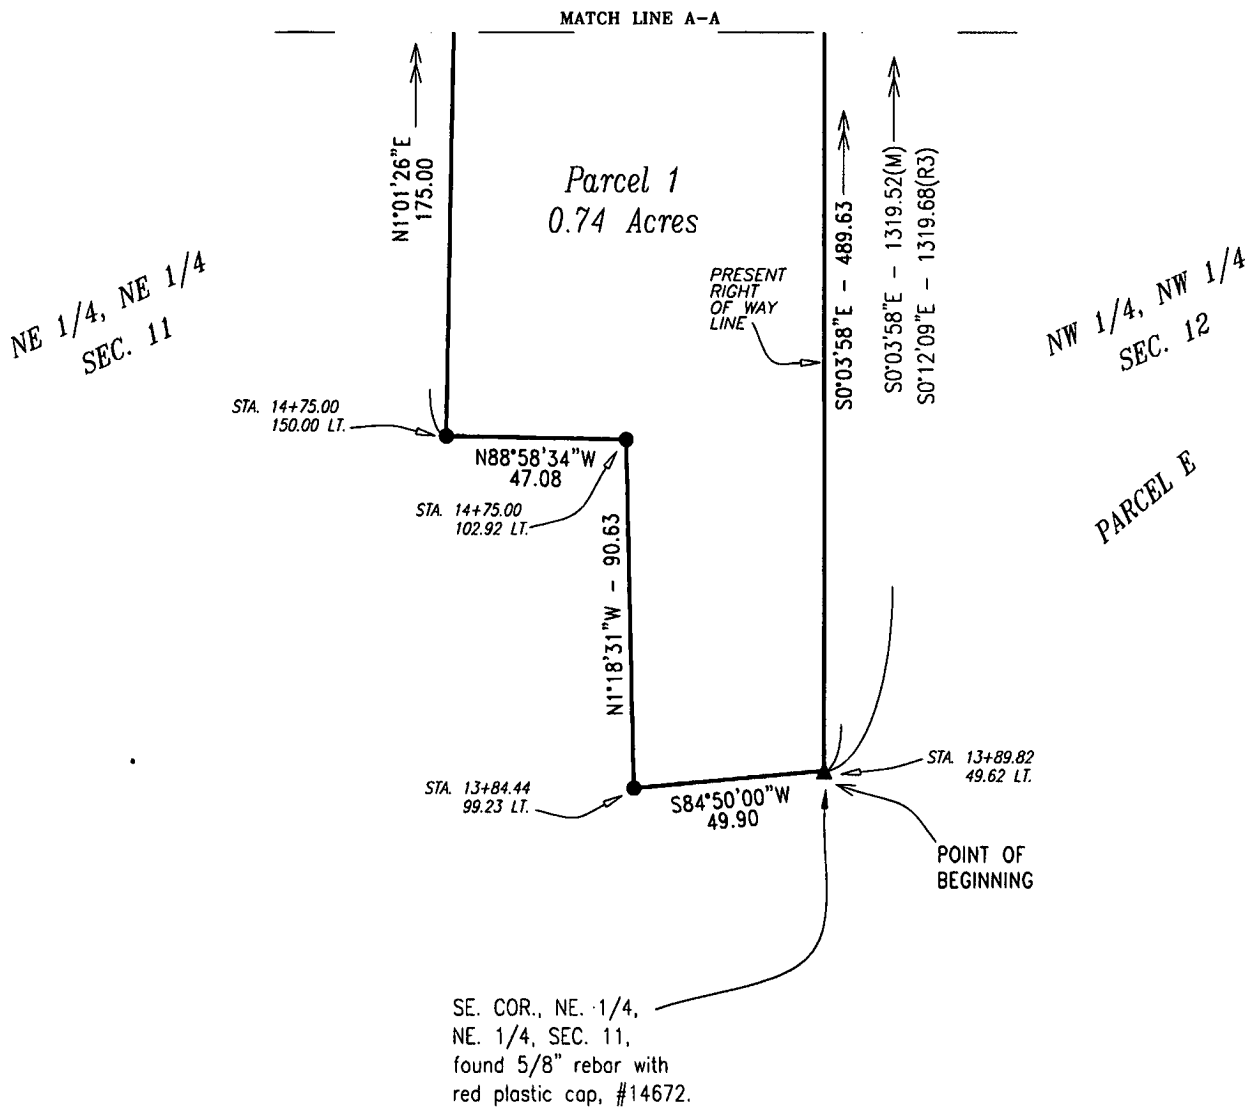 MATCH LINE A-A
N1°01'26"E
175.00
Parcel 1
0.74 Acres
S0°03'58"E - 489.63
S0°03'58"E - 1319.52(M)
S0°12'09"E - 1319.68(R3)
NE 1/4, NE 1/4
SEC. 11
PRESENT
RIGHT
OF WAY
LINE
NW 1/4, NW 1/4
SEC. 12
STA. 14+75.00
150.00 LT.
N88°58'34"W
47.08
STA. 14+75.00
102.92 LT.
PARCEL E
N1°18'31"W - 90.63
STA. 13+84.44
99.23 LT.
S84°50'00"W
49.90
STA. 13+89.82
49.62 LT.
POINT OF
BEGINNING
SE. COR., NE. 1/4,
NE. 1/4, SEC. 11,
found 5/8" rebar with
red plastic cap, #14672.